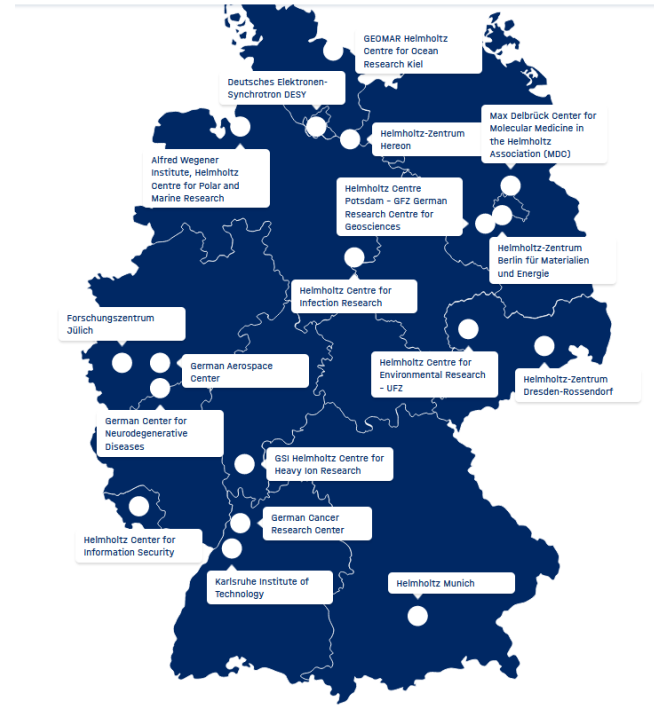 GEOMAR Helmholtz
Centre for Ocean
Research Kiel
Deutsches Elektronen-
Synchrotron DESY
Max Delbrück Center for
Molecular Medicine in
the Helmholtz
Association (MDC)
Helmholtz-Zentrum
Hereon
Alfred Wegener
Institute, Helmholtz
Centre for Polar and
Marine Research
Helmholtz Centre
Potsdam - GFZ German
Research Centre for
Geosciences
Helmholtz-Zentrum
Berlin für Materialien
und Energie
Helmholtz Centre for
Infection Research
Forschungszentrum
Jülich
German Aerospace
Center
Helmholtz Centre for
Environmental Research
- UFZ
Helmholtz-Zentrum
Dresden-Rossendorf
German Center for
Neurodegenerative
Diseases
GSI Helmholtz Centre for
Heavy Ion Research
German Cancer
Research Center
Helmholtz Center for
Information Security
Karlsruhe Institute of
Technology
Helmholtz Munich